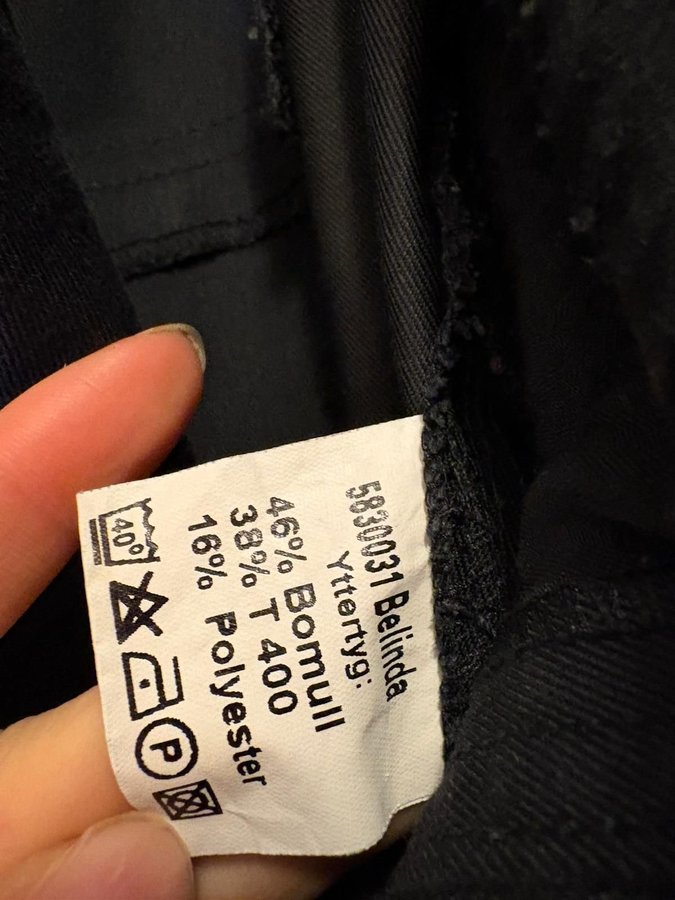 5830031 Belinda
Yttertyg:
46% Bomull
38% T 400
16% Polyester
40°
P